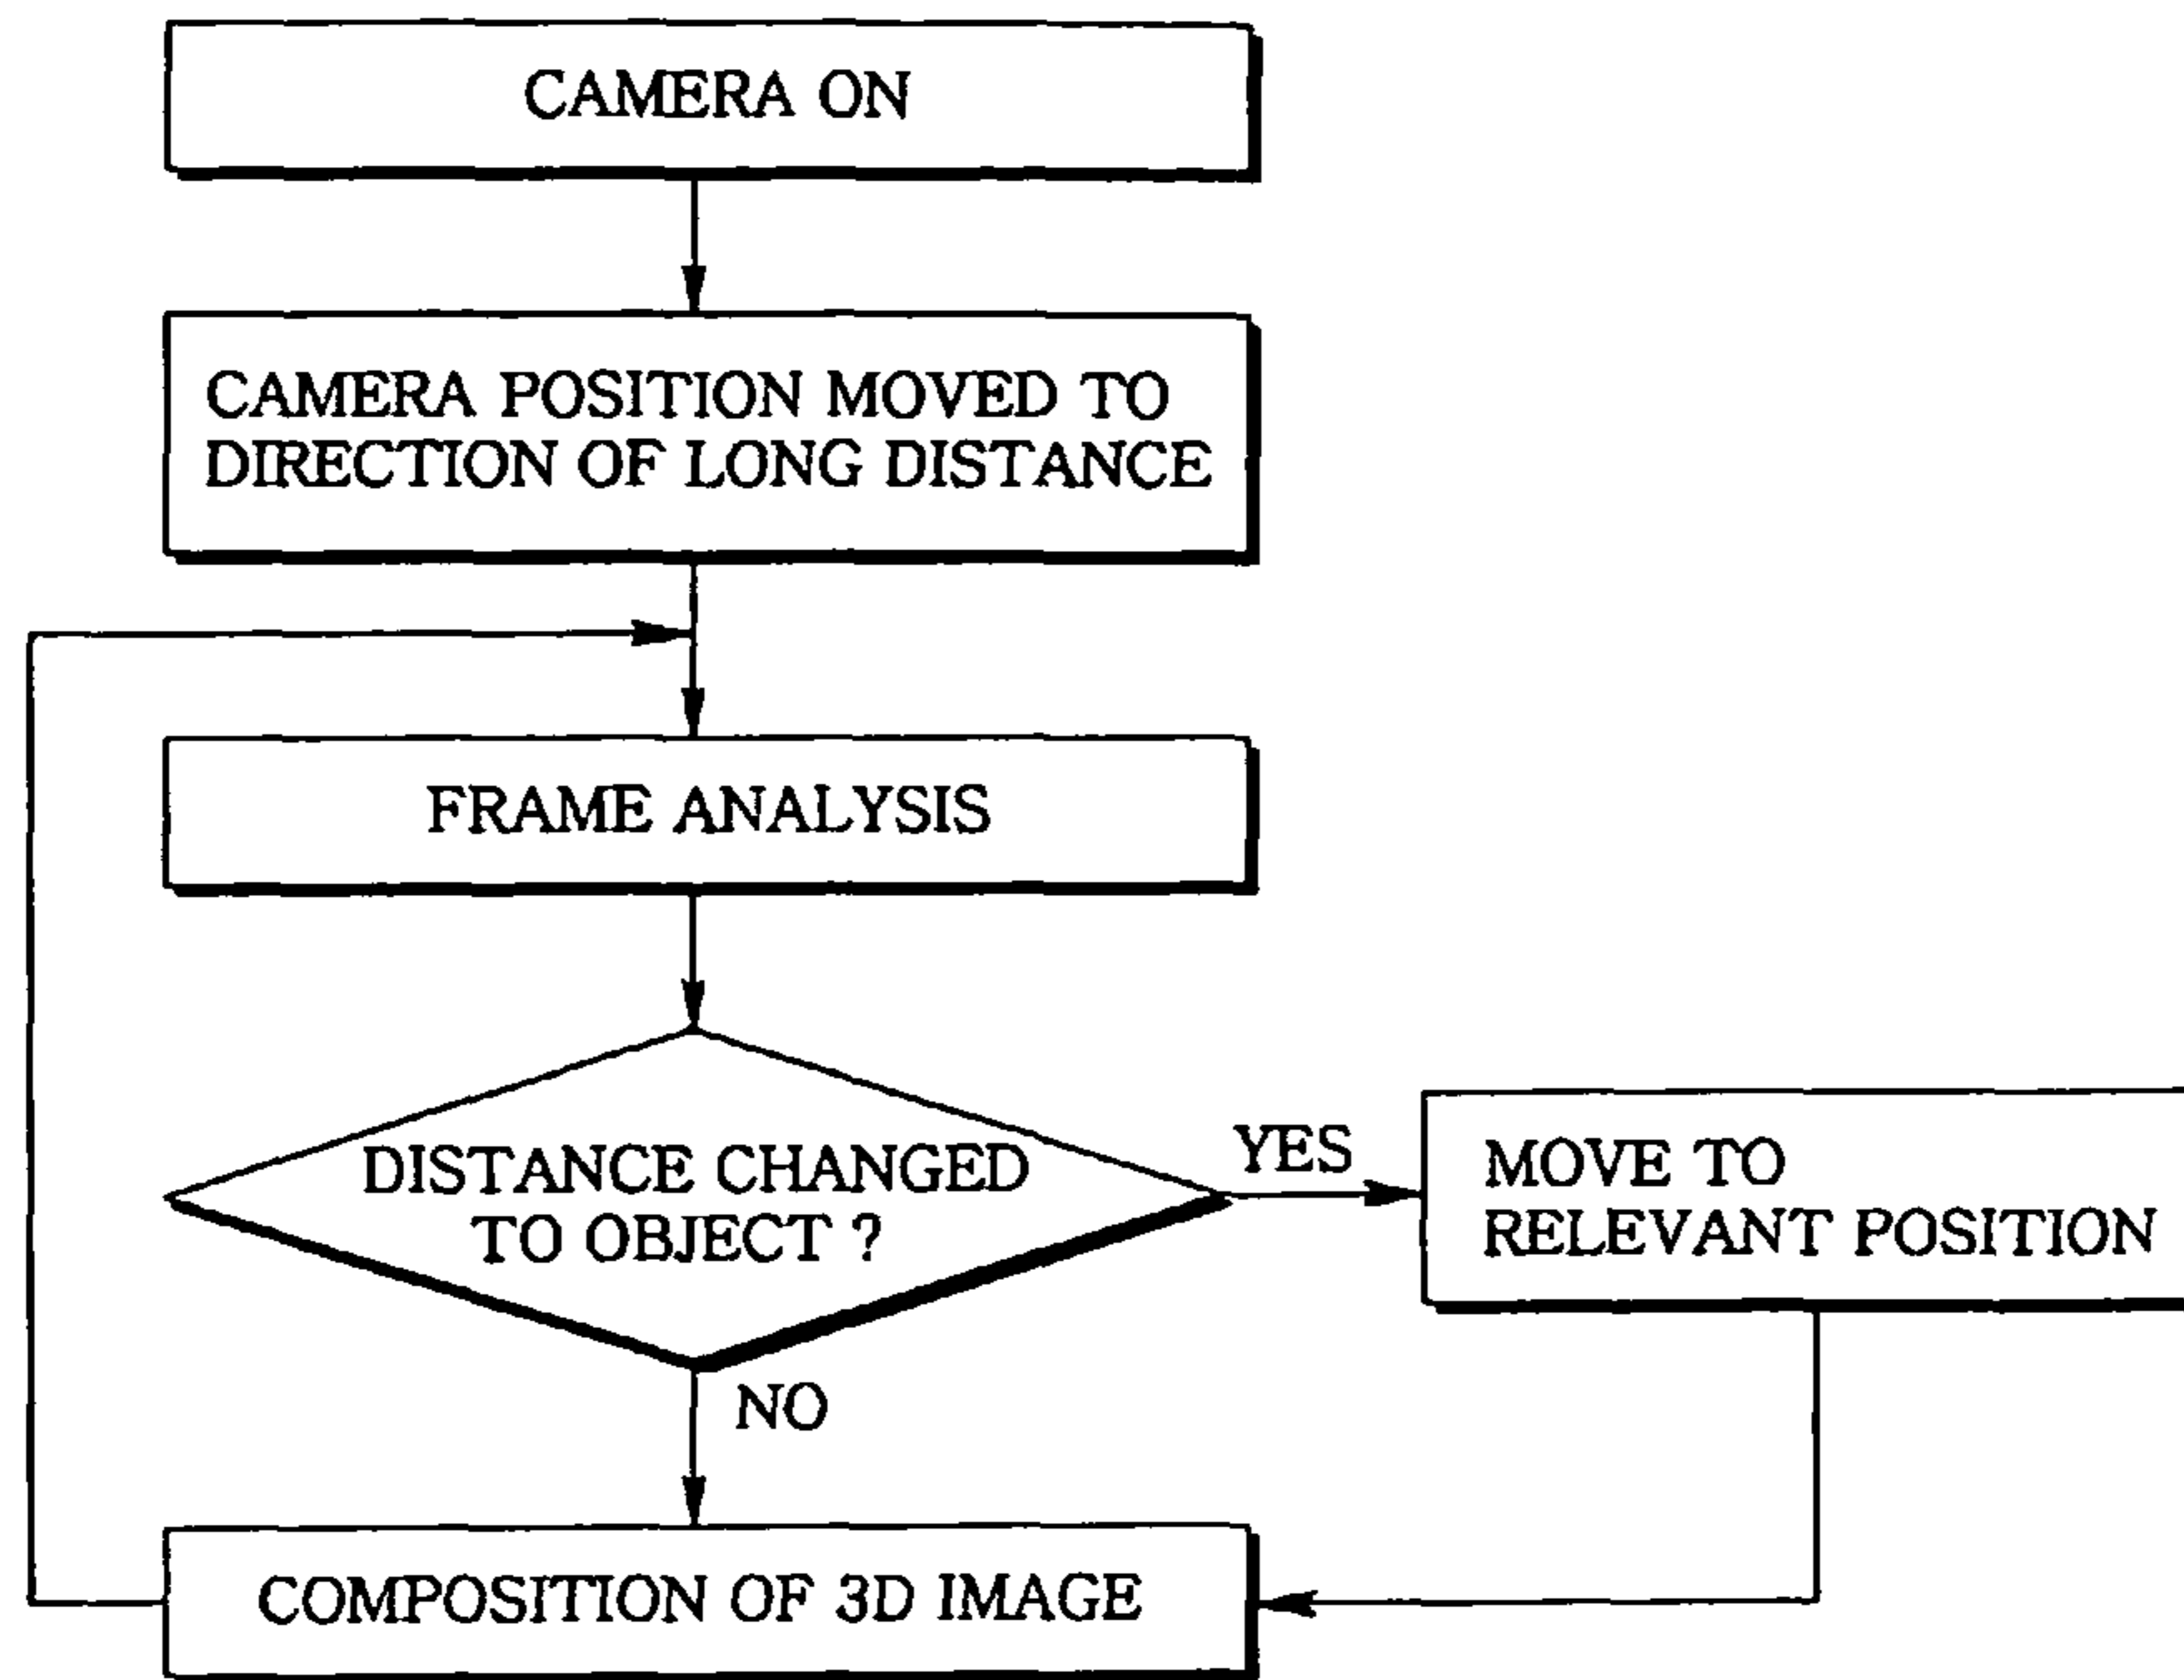 CAMERA ON
CAMERA POSITION MOVED TO
DIRECTION OF LONG DISTANCE
FRAME ANALYSIS
DISTANCE CHANGED
TO OBJECT ?
YES
MOVE TO
RELEVANT POSITION
NO
COMPOSITION OF 3D IMAGE